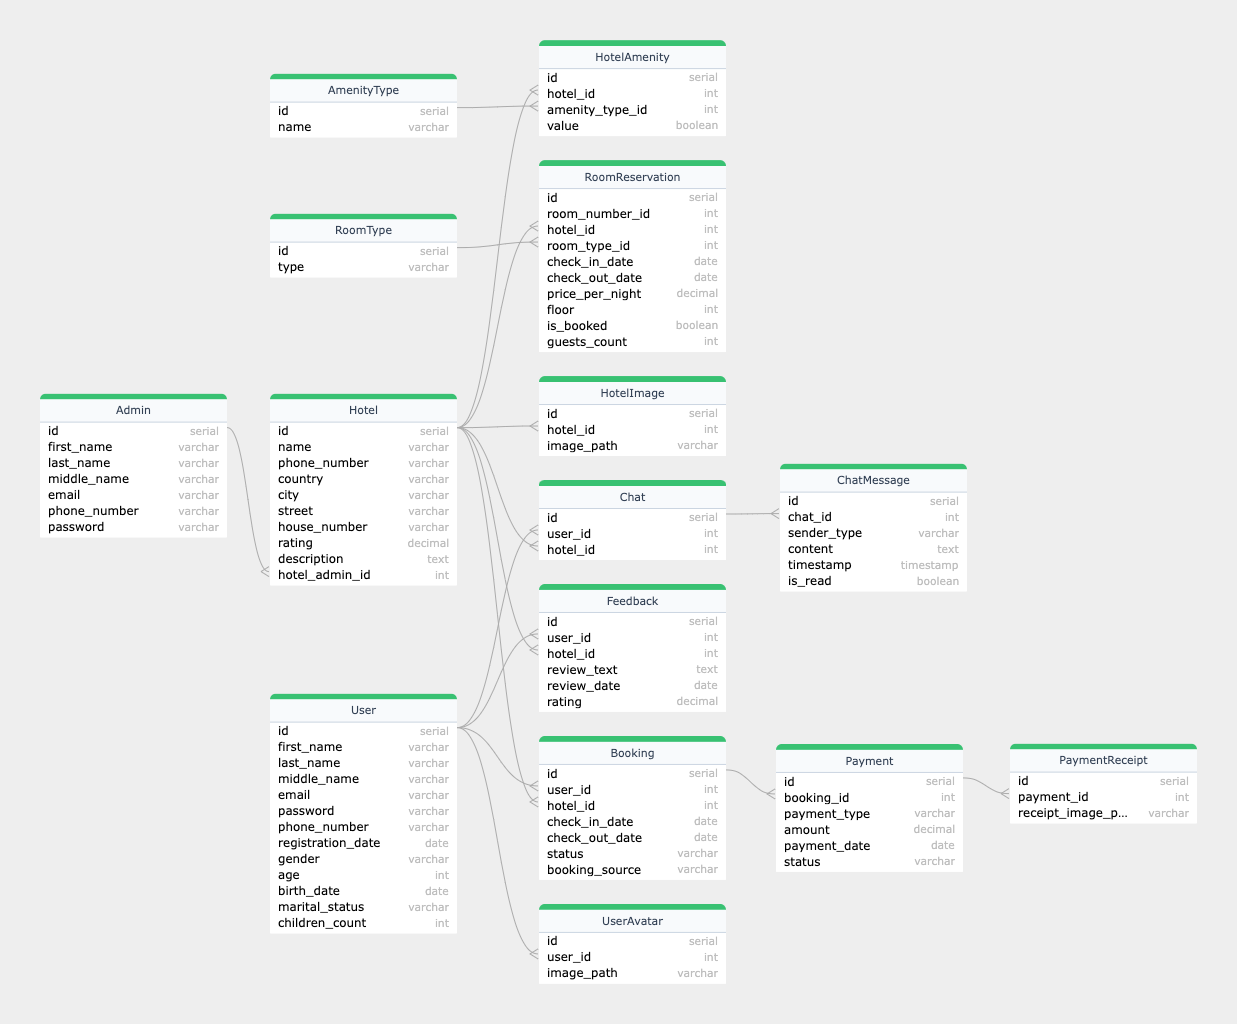 HotelAmenity
id serial
hotel_id int
amenity_type_id int
value boolean
AmenityType
id serial
name varchar
RoomReservation
id serial
room_number_id int
hotel_id int
room_type_id int
check_in_date date
check_out_date date
price_per_night decimal
floor int
is_booked boolean
guests_count int
RoomType
id serial
type varchar
HotelImage
id serial
hotel_id int
image_path varchar
Admin
id serial
first_name varchar
last_name varchar
middle_name varchar
email varchar
phone_number varchar
password varchar
Hotel
id serial
name varchar
phone_number varchar
country varchar
city varchar
street varchar
house_number varchar
rating decimal
description text
hotel_admin_id int
Chat
id serial
user_id int
hotel_id int
ChatMessage
id serial
chat_id int
sender_type varchar
content text
timestamp timestamp
is_read boolean
Feedback
id serial
user_id int
hotel_id int
review_text text
review_date date
rating decimal
User
id serial
first_name varchar
last_name varchar
middle_name varchar
email varchar
password varchar
phone_number varchar
registration_date date
gender varchar
age int
birth_date date
marital_status varchar
children_count int
Booking
id serial
user_id int
hotel_id int
check_in_date date
check_out_date date
status varchar
booking_source varchar
Payment
id serial
booking_id int
payment_type varchar
amount decimal
payment_date date
status varchar
PaymentReceipt
id serial
payment_id int
receipt_image_p... varchar
UserAvatar
id serial
user_id int
image_path varchar